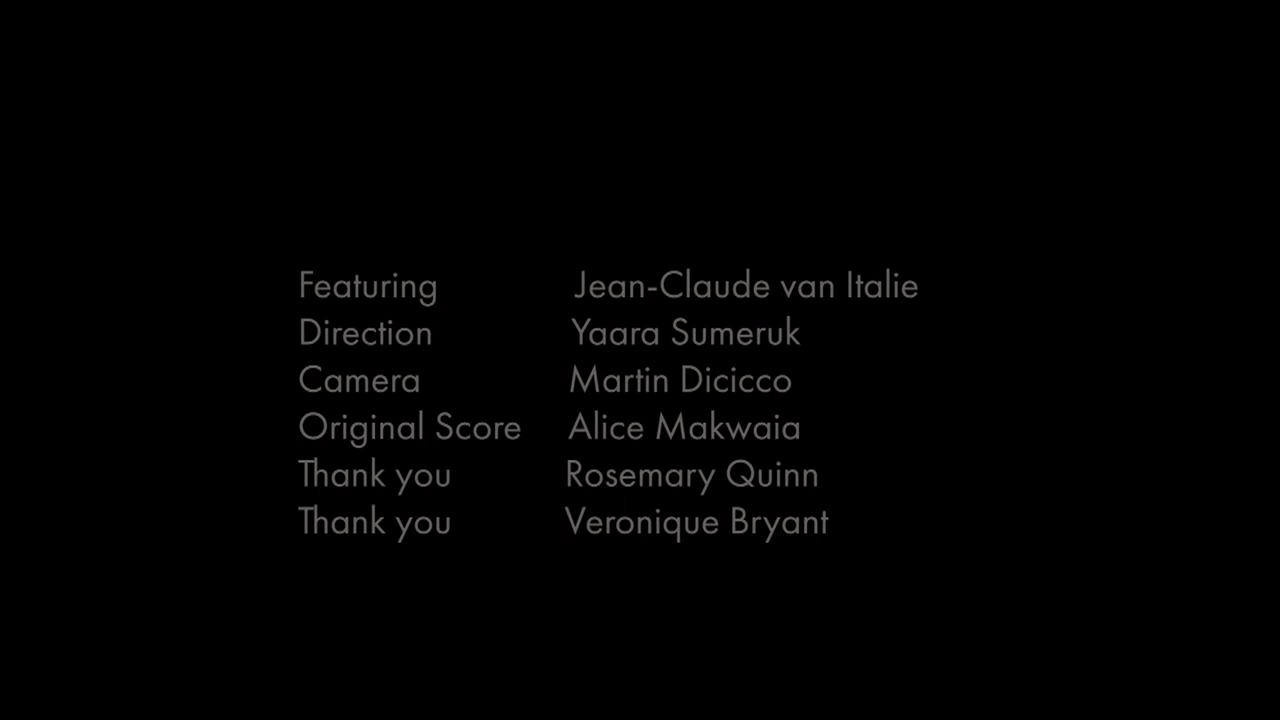 Featuring Jean-Claude van Italie
Direction Yaara Sumeruk
Camera Martin Dicicco
Original Score Alice Makwaia
Thank you Rosemary Quinn
Thank you Veronique Bryant